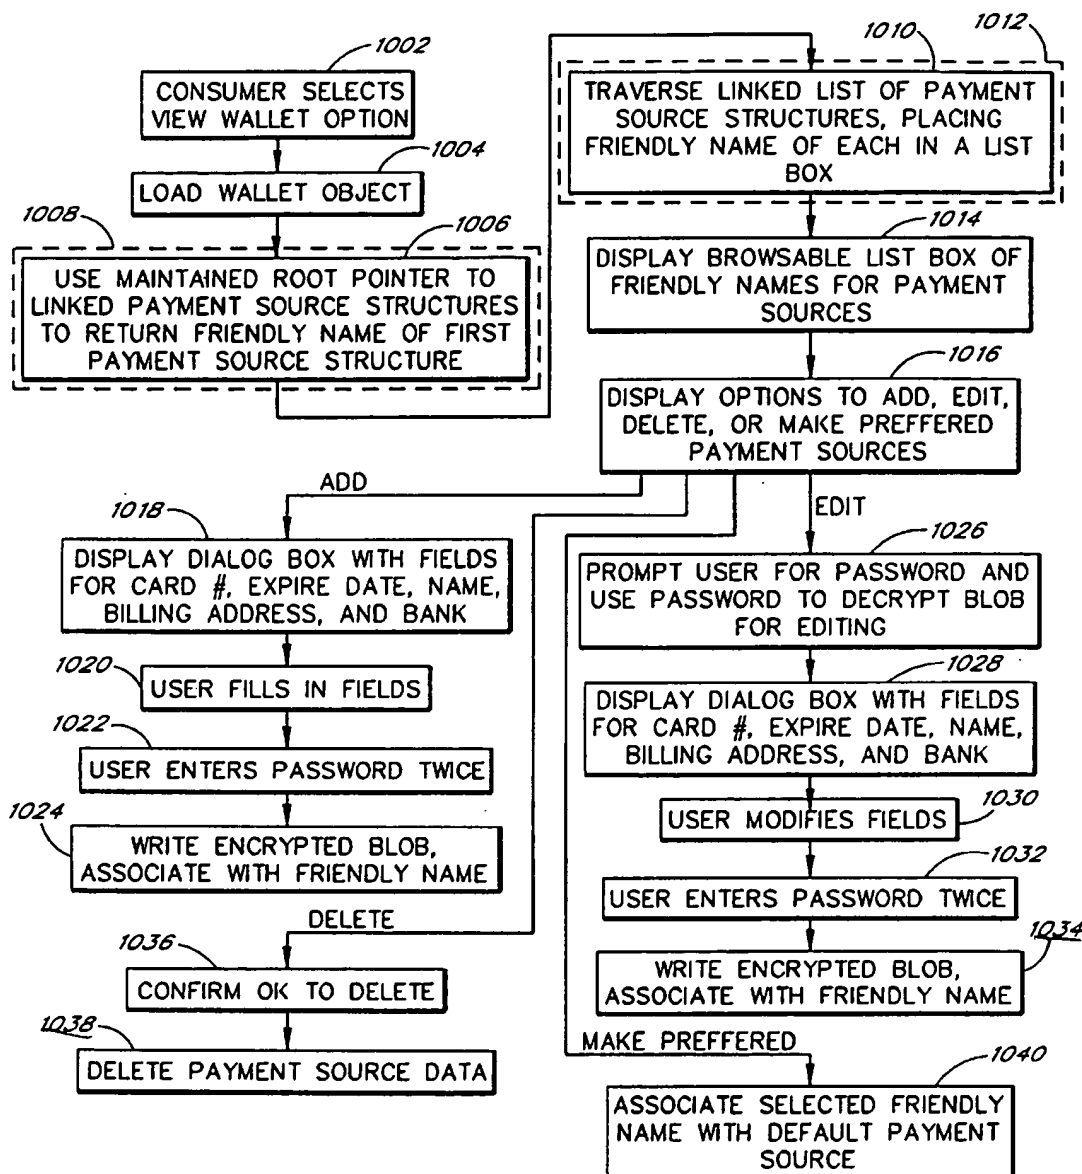 1002
CONSUMER SELECTS
VIEW WALLET OPTION
1004
LOAD WALLET OBJECT
1008
1006
USE MAINTAINED ROOT POINTER TO
LINKED PAYMENT SOURCE STRUCTURES
TO RETURN FRIENDLY NAME OF FIRST
PAYMENT SOURCE STRUCTURE
1010
1012
TRAVERSE LINKED LIST OF PAYMENT
SOURCE STRUCTURES, PLACING
FRIENDLY NAME OF EACH IN A LIST
BOX
1014
DISPLAY BROWSABLE LIST BOX OF
FRIENDLY NAMES FOR PAYMENT
SOURCES
1016
DISPLAY OPTIONS TO ADD, EDIT,
DELETE, OR MAKE PREFFERED
PAYMENT SOURCES
ADD
1018
DISPLAY DIALOG BOX WITH FIELDS
FOR CARD #, EXPIRE DATE, NAME,
BILLING ADDRESS, AND BANK
1020
USER FILLS IN FIELDS
1022
USER ENTERS PASSWORD TWICE
1024
WRITE ENCRYPTED BLOB,
ASSOCIATE WITH FRIENDLY NAME
DELETE
1036
CONFIRM OK TO DELETE
1038
DELETE PAYMENT SOURCE DATA
EDIT
1026
PROMPT USER FOR PASSWORD AND
USE PASSWORD TO DECRYPT BLOB
FOR EDITING
1028
DISPLAY DIALOG BOX WITH FIELDS
FOR CARD #, EXPIRE DATE, NAME,
BILLING ADDRESS, AND BANK
1030
USER MODIFIES FIELDS
1032
USER ENTERS PASSWORD TWICE
1034
WRITE ENCRYPTED BLOB,
ASSOCIATE WITH FRIENDLY NAME
MAKE PREFFERED
1040
ASSOCIATE SELECTED FRIENDLY
NAME WITH DEFAULT PAYMENT
SOURCE